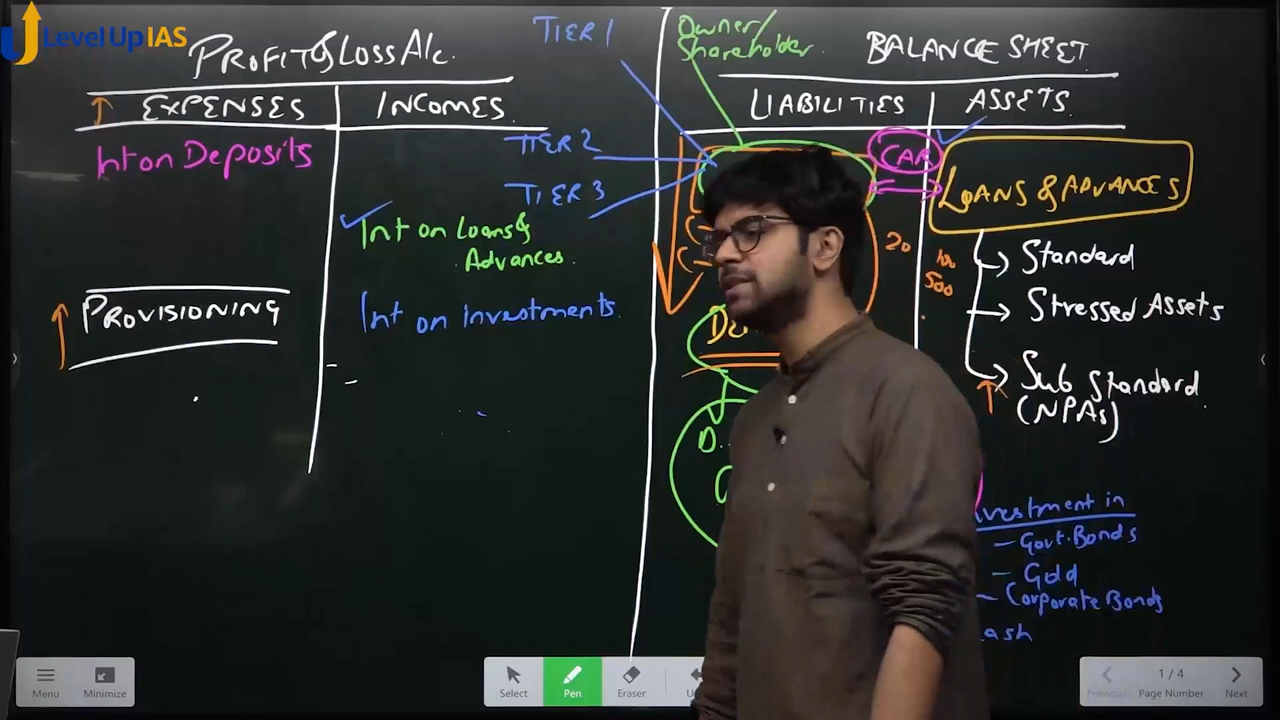 Level Up IAS
PROFIT & LOSS A/c.
EXPENSES
INCOMES
Int on Deposits
Int on Loans &
Advances.
PROVISIONING
Int on investments.
TIER 1
TIER 2
TIER 3
Owner/
Shareholder.
BALANCE SHEET
LIABILITIES
ASSETS
CAR
LOANS & ADVANCES
20
500
Standard
Stressed Assets
Sub Standard
(NPAs)
Govt. Bonds
Gold
Corporate Bonds
Menu
Minimize
Select
Pen
Eraser
1/4
Page Number
Previous
Next